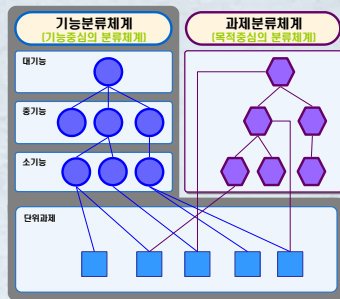 기능분류체계
(기능중심의 분류체계)
과제분류체계
(목적중심의 분류체계)
대기능
중기능
소기능
단위과제